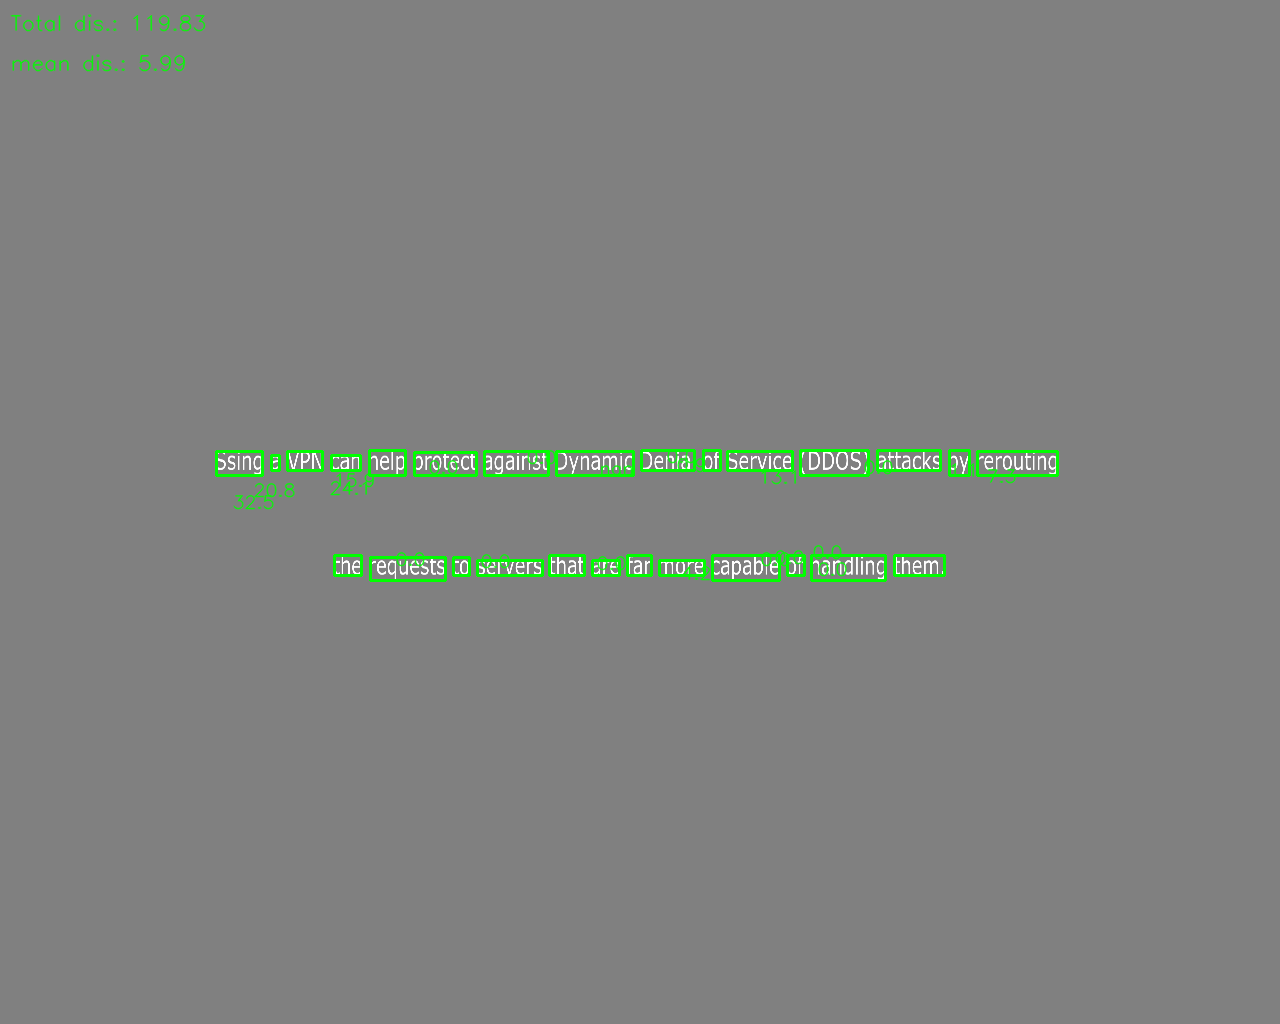 Total dis.: 119.83
mean dis.: 5.99
Ssing a VPN can help protect against Dynamic Denia of Service (DDOS) attacks by rerouting
20.8
24.1
13.1
32.5
the requests to servers that are far more capable of handling them.